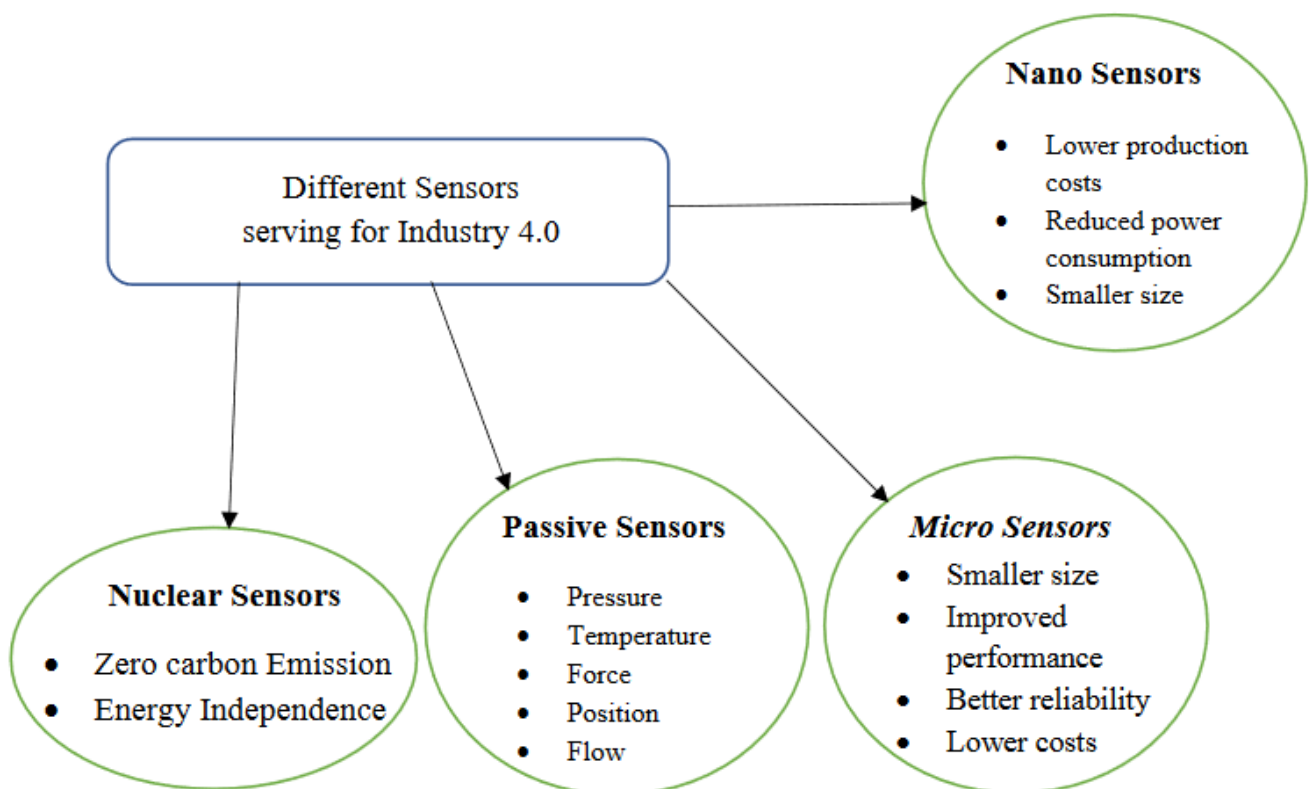 Different Sensors
serving for Industry 4.0
Nano Sensors
• Lower production
costs
• Reduced power
consumption
• Smaller size
Nuclear Sensors
• Zero carbon Emission
• Energy Independence
Passive Sensors
• Pressure
• Temperature
• Force
• Position
• Flow
Micro Sensors
• Smaller size
• Improved
performance
• Better reliability
• Lower costs